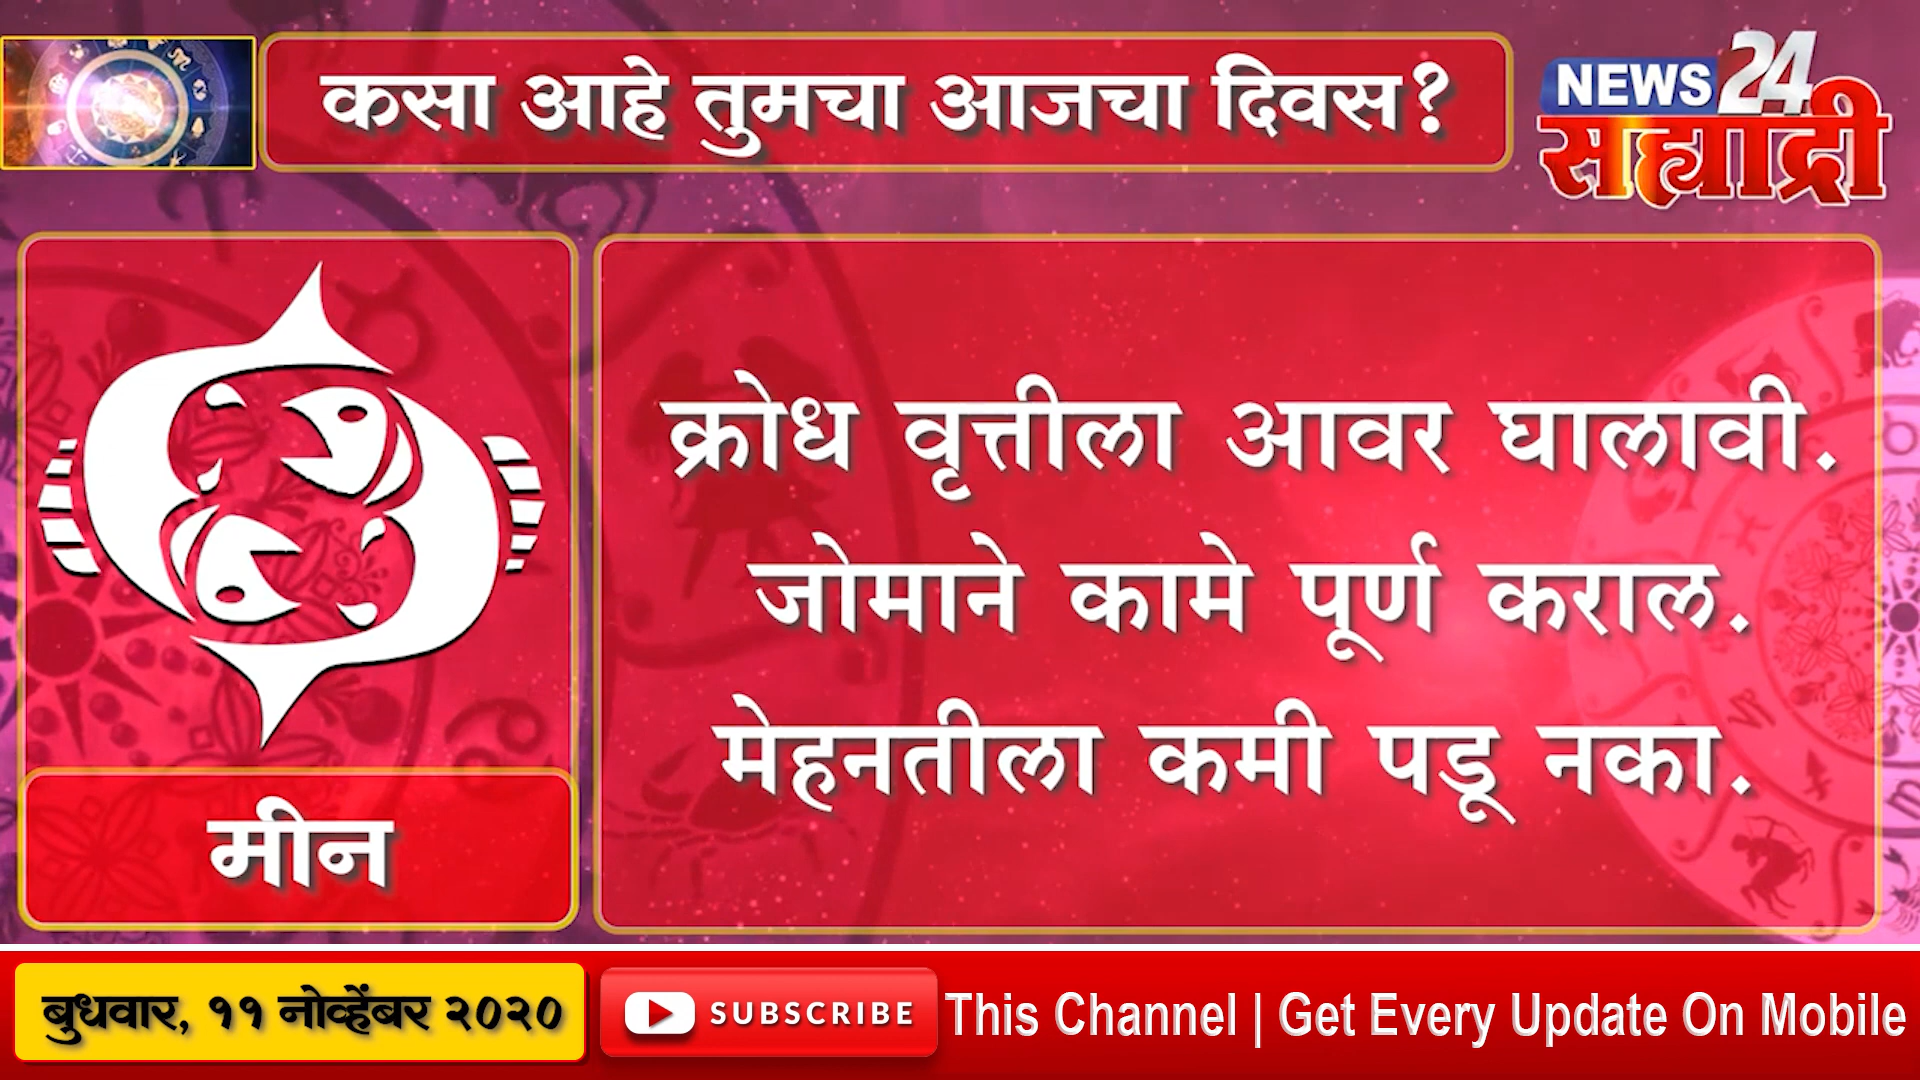 कसा आहे तुमचा आजचा दिवस?
NEWS 24
सह्याद्री
क्रोध वृत्तीला आवर घालावी.
जोमाने कामे पूर्ण कराल.
मेहनतीला कमी पडू नका.
मीन
बुधवार, ११ नोव्हेंबर २०२०
SUBSCRIBE
This Channel | Get Every Update On Mobile